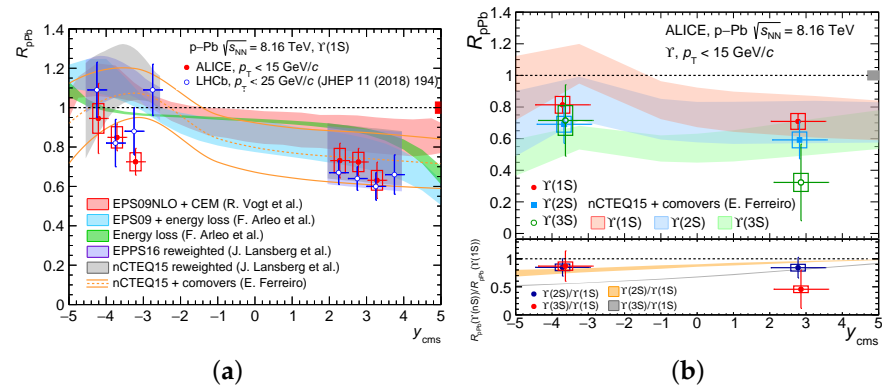 R_pPb
p–Pb √s_NN = 8.16 TeV, ϒ(1S)
ALICE, p_T < 15 GeV/c
LHCb, p_T < 25 GeV/c (JHEP 11 (2018) 194)
1.4
1.2
1.0
0.8
0.6
0.4
0.2
0.0
EPS09NLO + CEM (R. Vogt et al.)
EPS09 + energy loss (F. Arleo et al.)
Energy loss (F. Arleo et al.)
EPPS16 reweighted (J. Lansberg et al.)
nCTEQ15 reweighted (J. Lansberg et al.)
nCTEQ15 + comovers (E. Ferreiro)
−5 −4 −3 −2 −1 0 1 2 3 4 5
y_cms
(a)
R_pPb
ALICE, p–Pb √s_NN = 8.16 TeV
ϒ, p_T < 15 GeV/c
1.4
1.2
1
0.8
0.6
0.4
0.2
ϒ(1S)
ϒ(2S) nCTEQ15 + comovers (E. Ferreiro)
ϒ(3S) ϒ(1S) ϒ(2S) ϒ(3S)
R_pPb(ϒ(nS))/R_pPb(ϒ(1S))
1
0.5
0
ϒ(2S)/ϒ(1S) ϒ(2S)/ϒ(1S)
ϒ(3S)/ϒ(1S) ϒ(3S)/ϒ(1S)
−5 −4 −3 −2 −1 0 1 2 3 4 5
y_cms
(b)